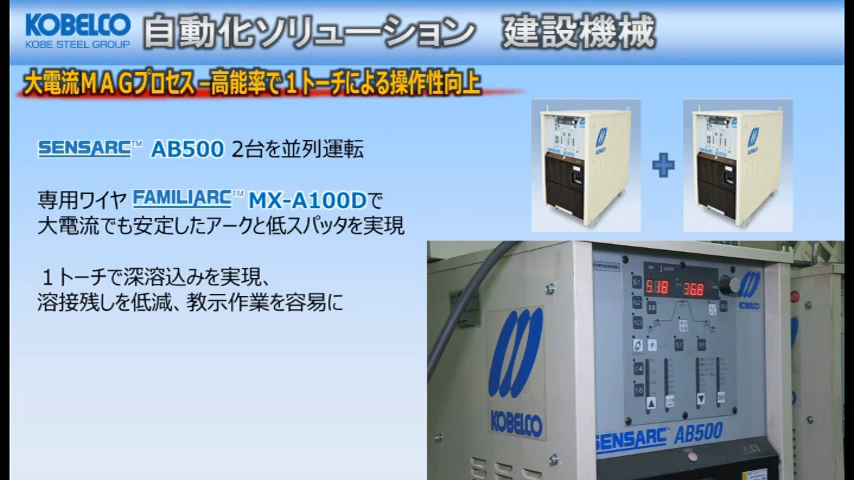 KOBELCO
KOBE STEEL GROUP
自動化ソリューション 建設機械
大電流MAGプロセス－高能率で１トーチによる操作性向上
SENSARC™ AB500 2台を並列運転
専用ワイヤ FAMILIARC™ MX-A100Dで
大電流でも安定したアークと低スパッタを実現
１トーチで深溶込みを実現、
溶接残しを低減、教示作業を容易に
+
518 36.8
KOBELCO
KOBELCO
SENSARC™ AB500